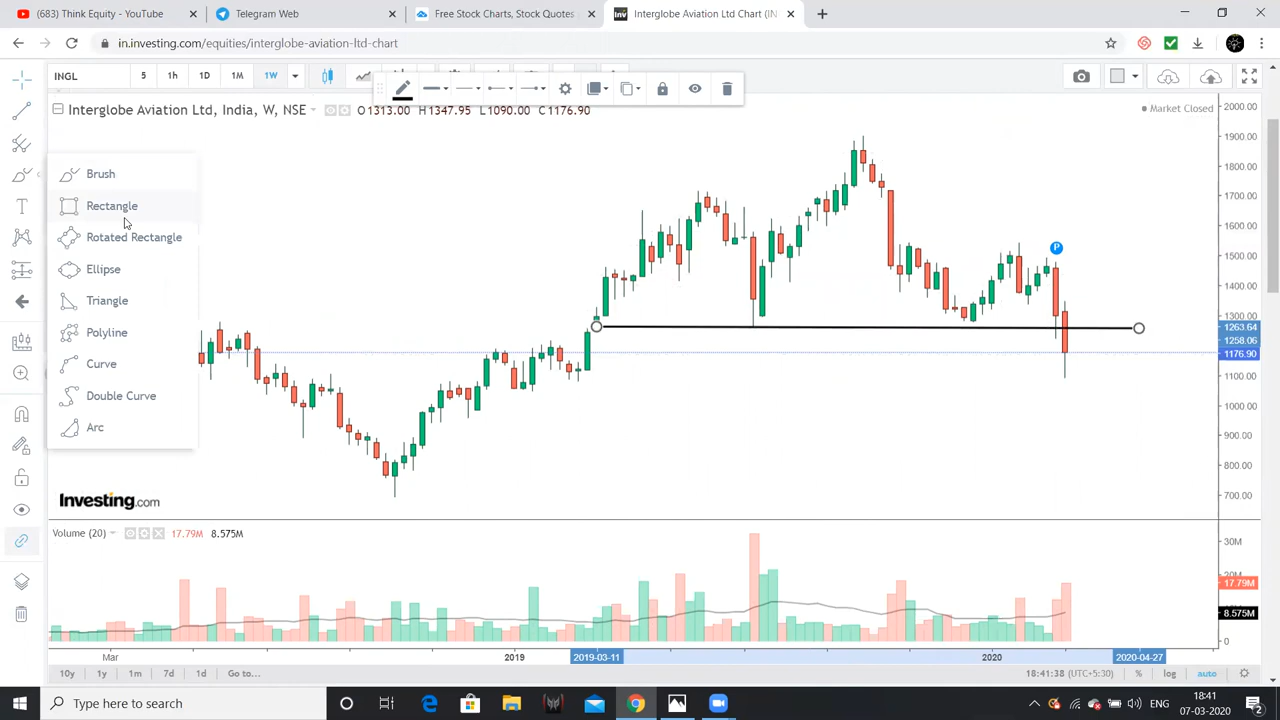 (683) Think Equity - YouTube
Telegram Web
Free Stock Charts, Stock Quotes
Interglobe Aviation Ltd Chart (IN
in.investing.com/equities/interglobe-aviation-ltd-chart
INGL 5 1h 1D 1M 1W
Interglobe Aviation Ltd, India, W, NSE O1313.00 H1347.95 L1090.00 C1176.90
Market Closed
Brush
Rectangle
Rotated Rectangle
Ellipse
Triangle
Polyline
Curve
Double Curve
Arc
P
2000.00
1900.00
1800.00
1700.00
1600.00
1500.00
1400.00
1300.00
1263.64
1258.06
1176.90
1100.00
1000.00
900.00
800.00
700.00
Investing.com
Volume (20) 17.79M 8.575M
30M
17.79M
8.575M
0
Mar 2019 2019-03-11 2020 2020-04-27
10y 1y 1m 7d 1d Go to... 18:41:38 (UTC+5:30) % log auto
Type here to search
ENG
18:41
07-03-2020
2